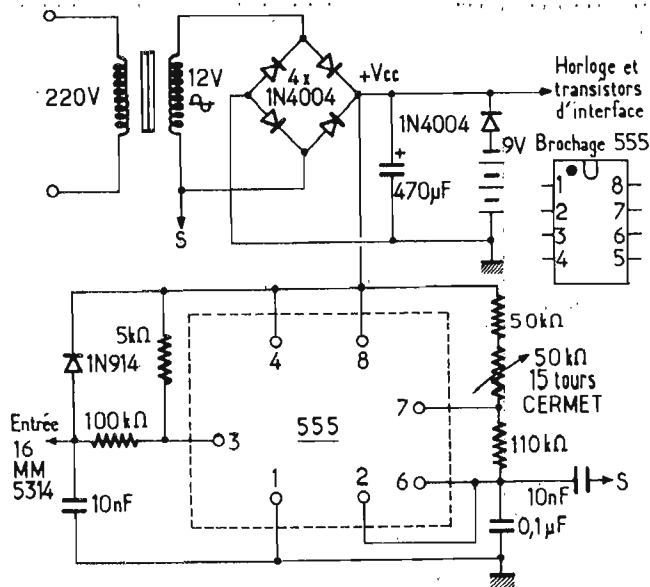 220V
12V
4x
1N4004
+Vcc
Horloge et
transistors
d'interface
1N4004
9V
Brochage 555
+
470µF
1
8
2
7
3
6
4
5
S
5kΩ
1N914
4
8
50kΩ
50kΩ
15 tours
CERMET
7
Entrée
16
MM
5314
100kΩ
3
555
110kΩ
1
2
6
10nF
S
10nF
0,1µF